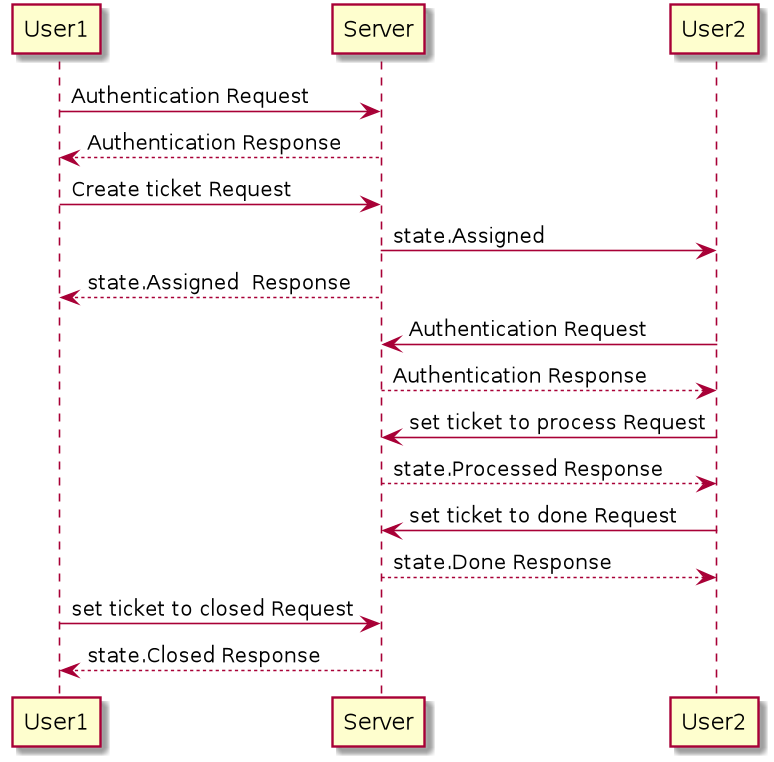 User1 Server User2
Authentication Request
Authentication Response
Create ticket Request
state.Assigned
state.Assigned  Response
Authentication Request
Authentication Response
set ticket to process Request
state.Processed Response
set ticket to done Request
state.Done Response
set ticket to closed Request
state.Closed Response
User1 Server User2